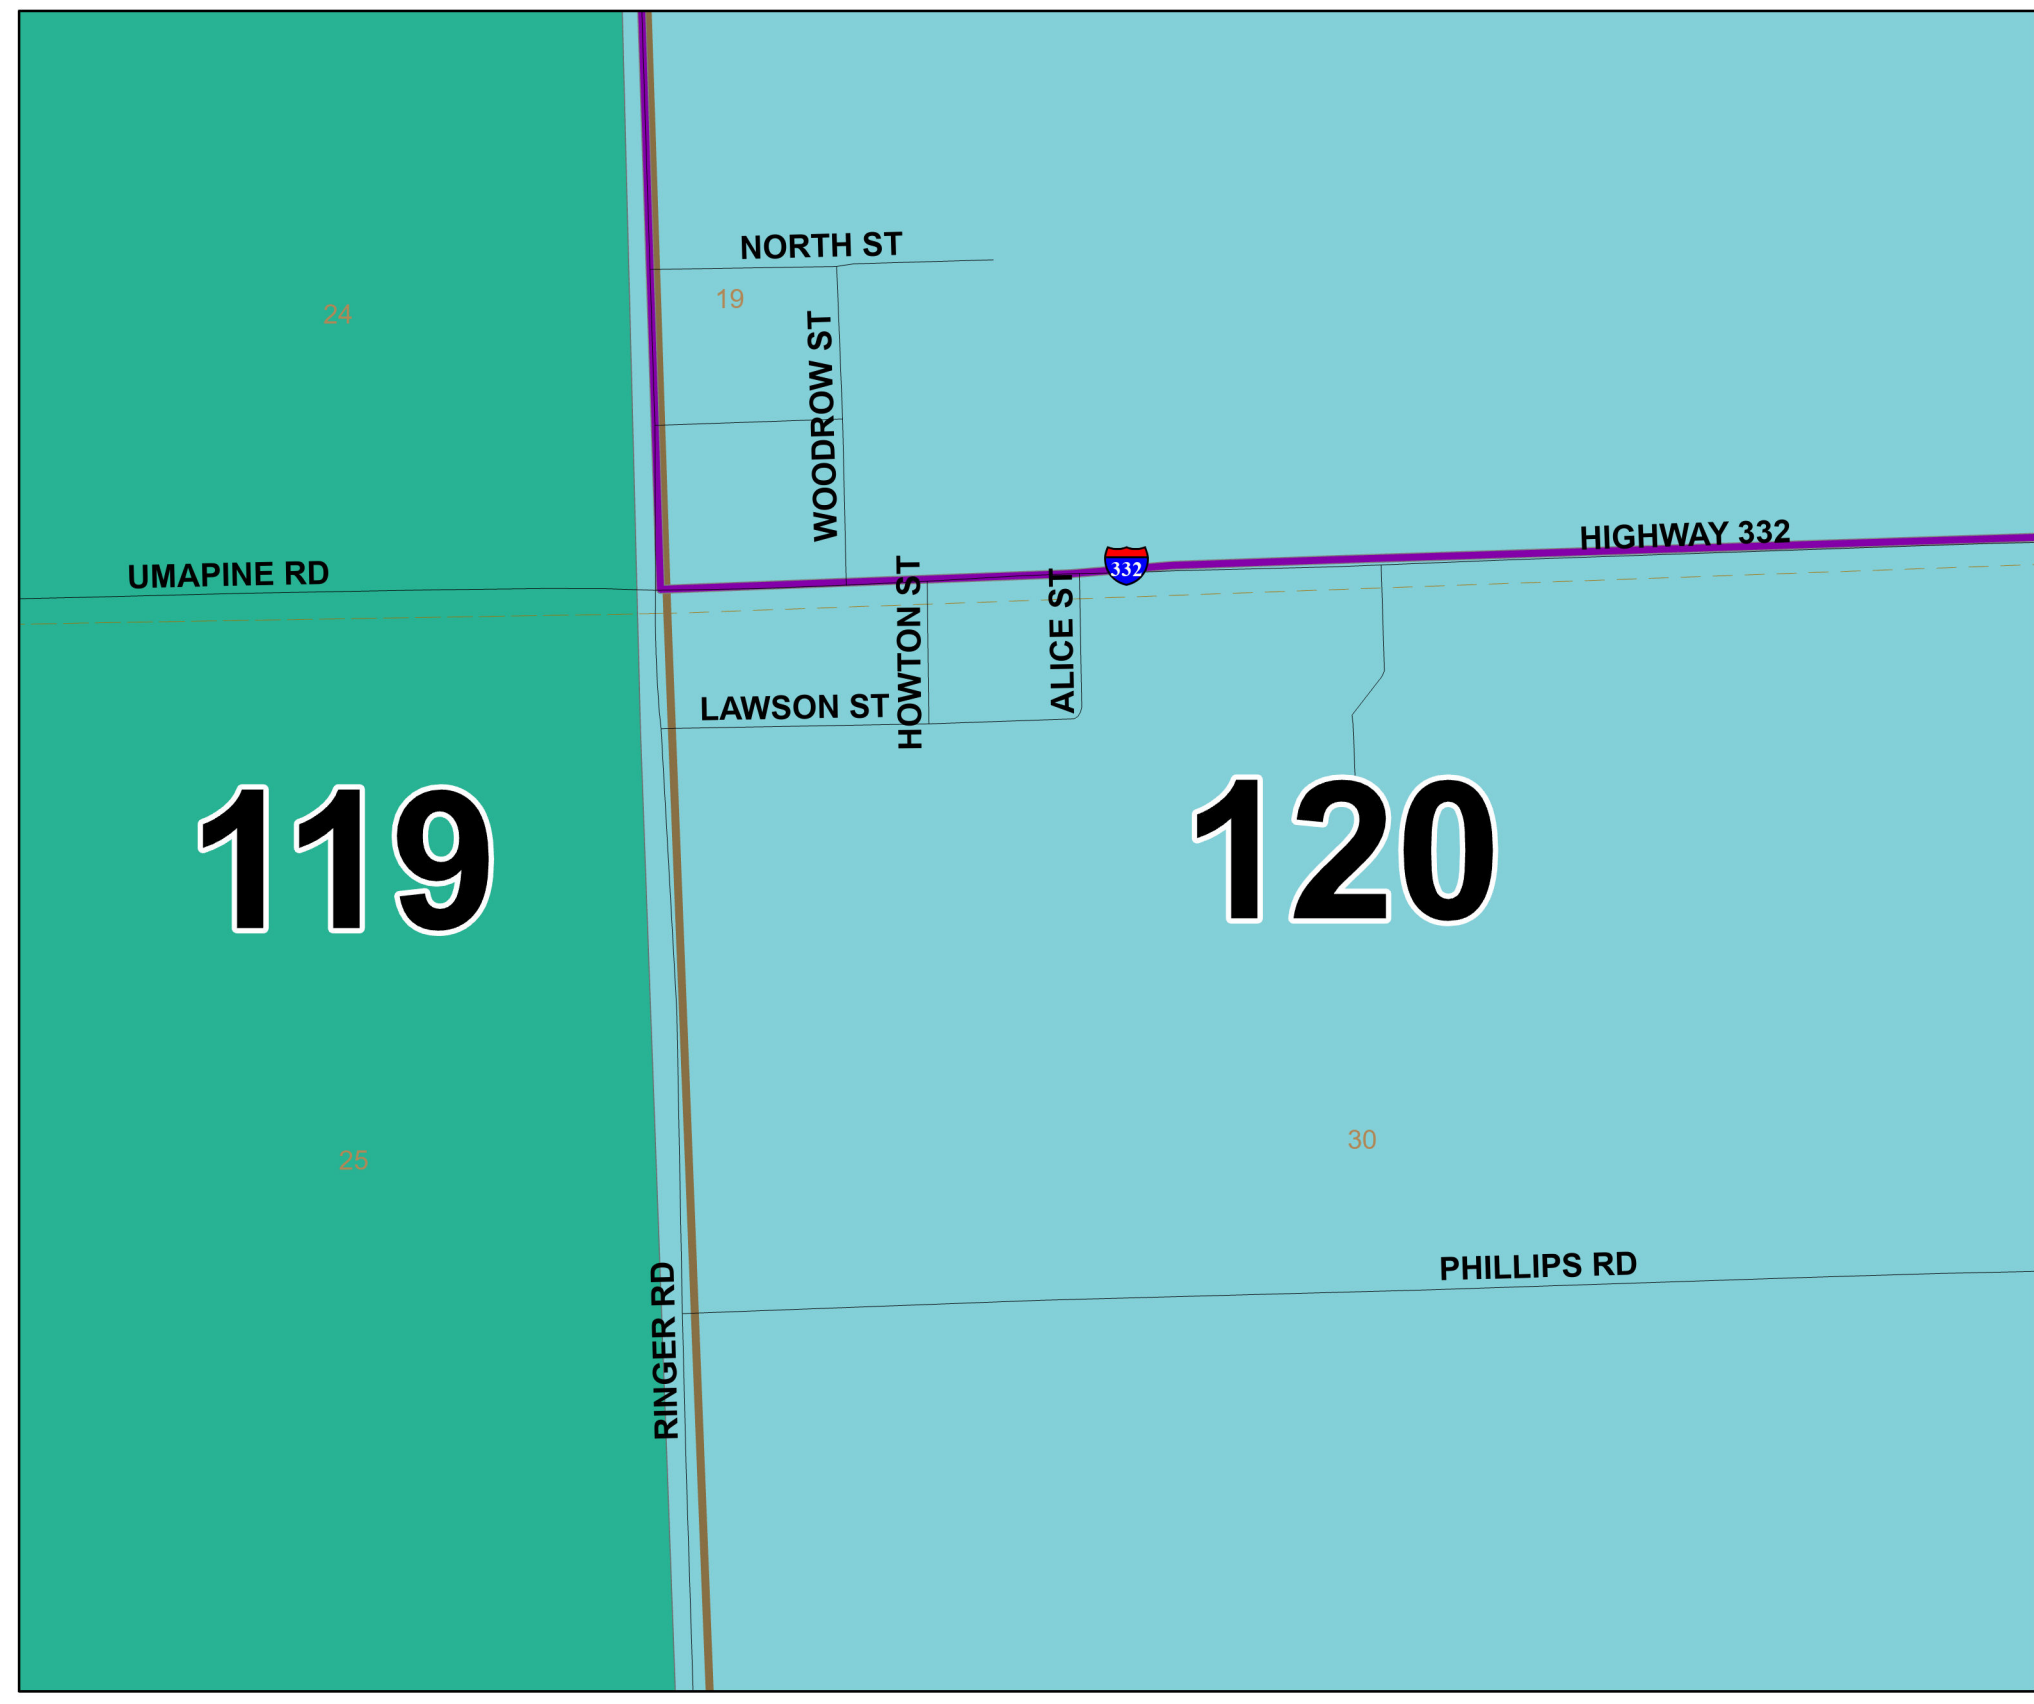 NORTH ST
19
24
WOODROW ST
HIGHWAY 332
332
UMAPINE RD
HOWTON ST
ALICE ST
LAWSON ST
119
120
25
30
PHILLIPS RD
RINGER RD